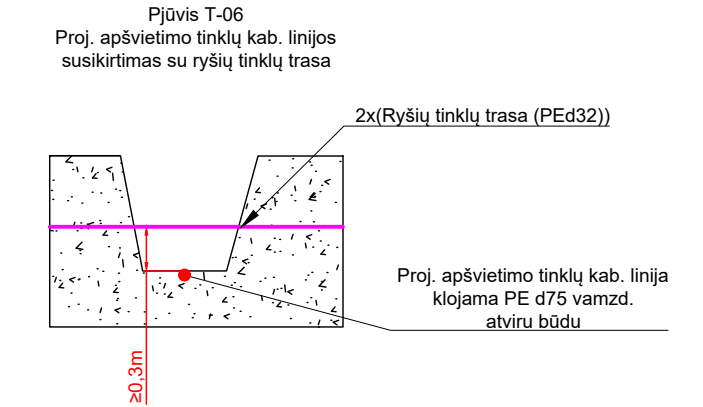 Pjūvis T-06
Proj. apšvietimo tinklų kab. linijos
susikirtimas su ryšių tinklų trasa
2x(Ryšių tinklų trasa (PEd32))
Proj. apšvietimo tinklų kab. linija
klojama PE d75 vamzd.
atviru būdu
≥0,3m